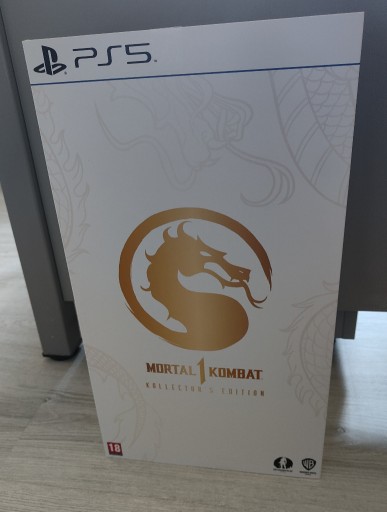 PS5
MORTAL 1 KOMBAT
KOLLECTOR'S EDITION
18